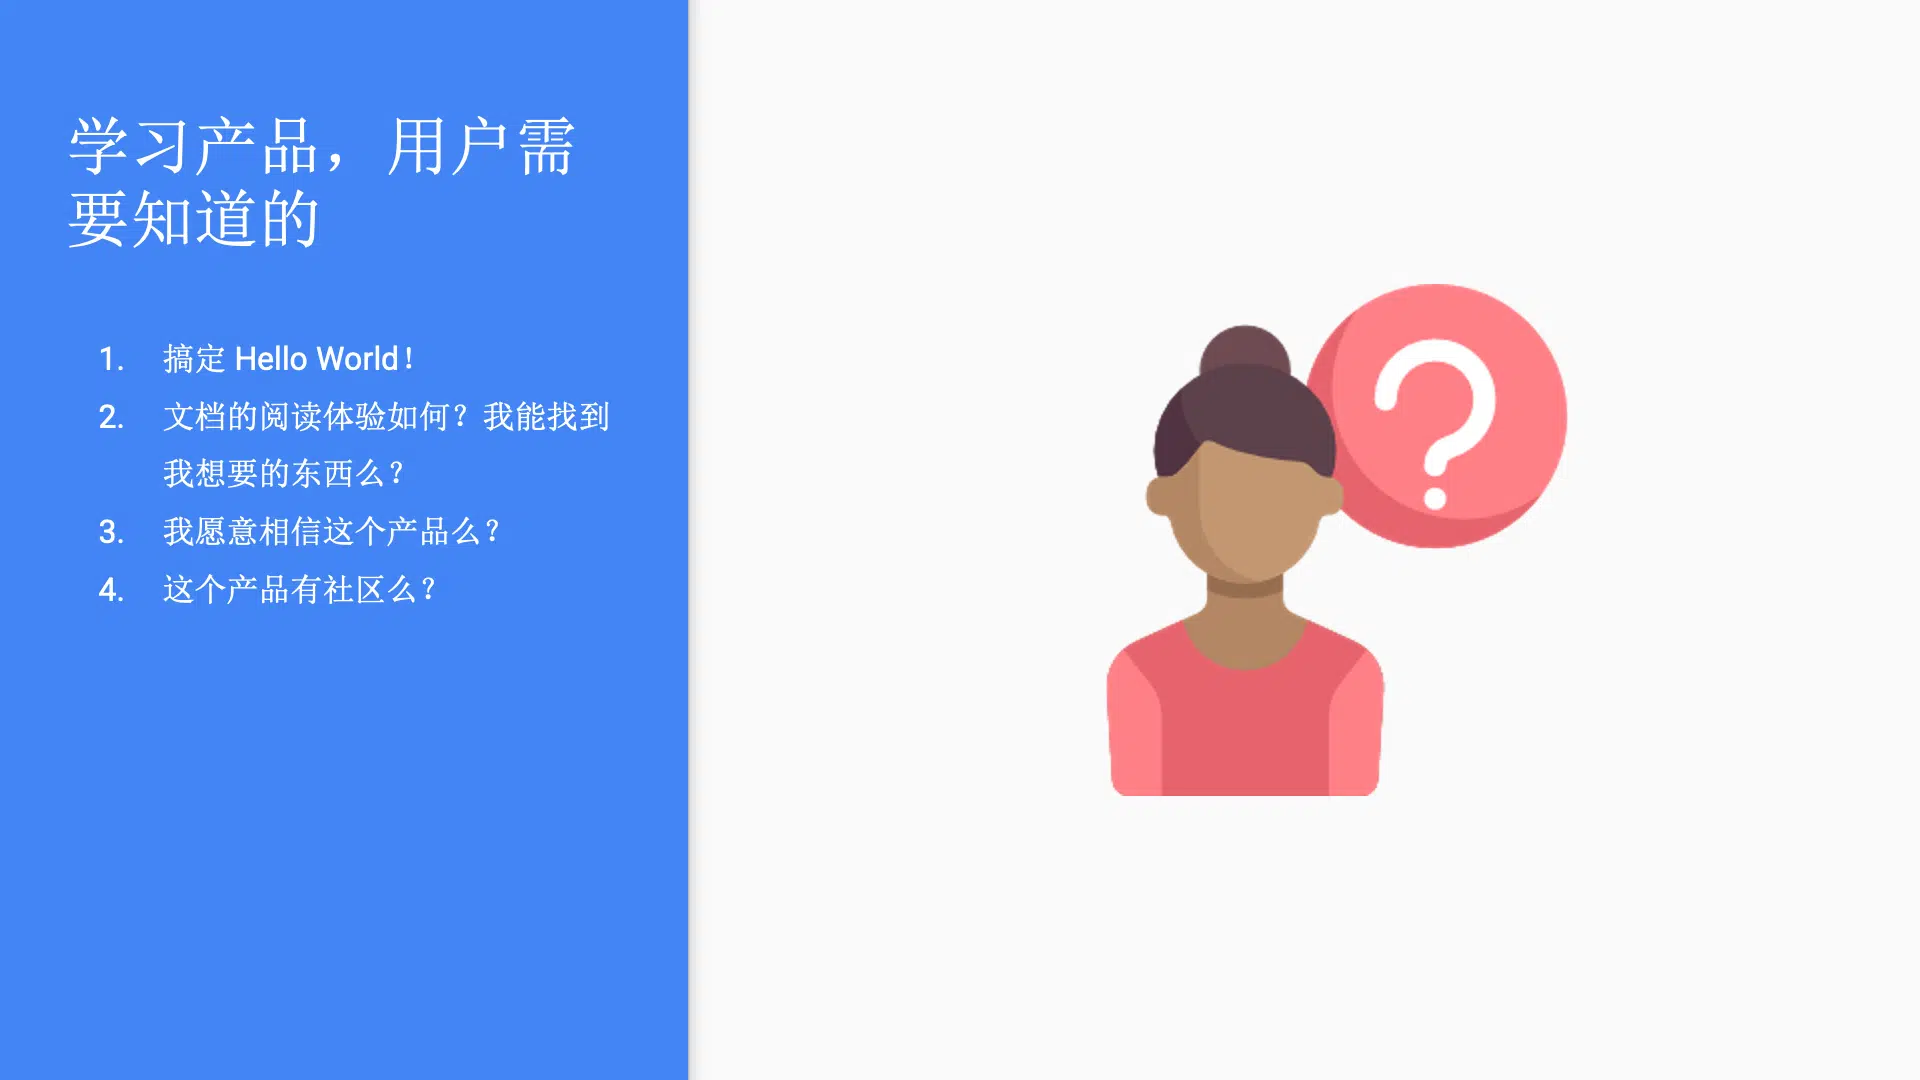 学习产品，用户需
要知道的
1. 搞定 Hello World！
2. 文档的阅读体验如何？我能找到
我想要的东西么？
3. 我愿意相信这个产品么？
4. 这个产品有社区么？
?